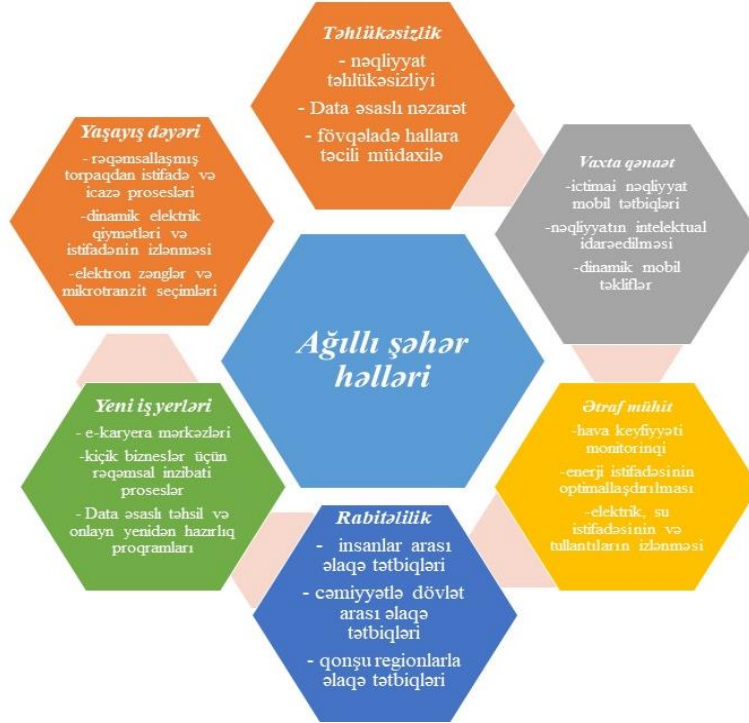 Təhlükəsizlik
- nəqliyyat
təhlükəsizliyi
- Data əsaslı nəzarət
- fövqəladə hallara
təcili müdaxilə
Vaxta qənaət
-ictimai nəqliyyat
mobil tətbiqləri
-nəqliyyatın intelektual
idarəedilməsi
-dinamik mobil
təkliflər
Ətraf mühit
-hava keyfiyyəti
monitorinqi
-enerji istifadəsinin
optimallaşdırılması
-elektrik, su
istifadəsinin və
tullantıların izlənməsi
Rabitəlilik
- insanlar arası
əlaqə tətbiqləri
- cəmiyyətlə dövlət
arası əlaqə
tətbiqləri
- qonşu regionlarla
əlaqə tətbiqləri
Yeni iş yerləri
- e-karyera mərkəzləri
-kiçik bizneslər üçün
rəqəmsal inzibati
proseslər
- Data əsaslı təhsil və
onlayn yenidən hazırlıq
proqramları
Yaşayış dəyəri
- rəqəmsallaşmış
torpaqdan istifadə və
icazə prosesləri
-dinamik elektrik
qiymətləri və
istifadənin izlənməsi
-elektron zənglər və
mikrotranzit seçimləri
Ağıllı şəhər
həlləri